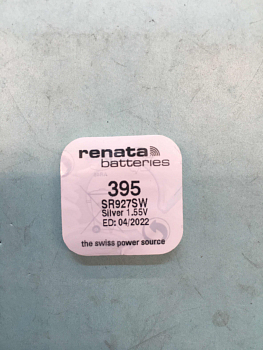 renata
batteries
395
SR927SW
Silver 1.55V
ED: 04/2022
the swiss power source